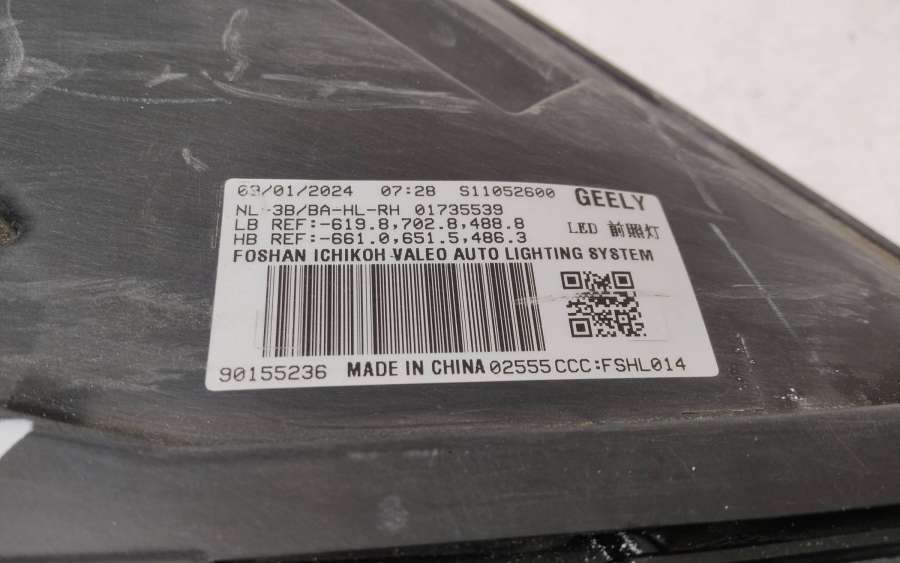 03/01/2024 07:28 S11052600 GEELY
NL-3B/BA-HL-RH 01735539
LED 前照灯
LB REF:-619.8,702.8,488.8
HB REF:-661.0,651.5,486.3
FOSHAN ICHIKOH VALEO AUTO LIGHTING SYSTEM
90155236 MADE IN CHINA 02555 CCC:FSHL014